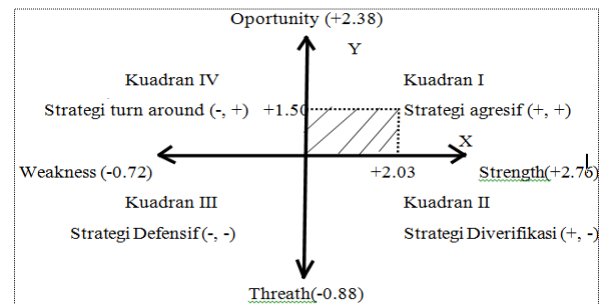 Oportunity (+2.38)
Y
Kuadran IV Kuadran I
Strategi turn around (-, +) +1.50 Strategi agresif (+, +)
X
Weakness (-0.72) +2.03 Strength(+2.76)
Kuadran III Kuadran II
Strategi Defensif (-, -) Strategi Diverifikasi (+, -)
Threath(-0.88)